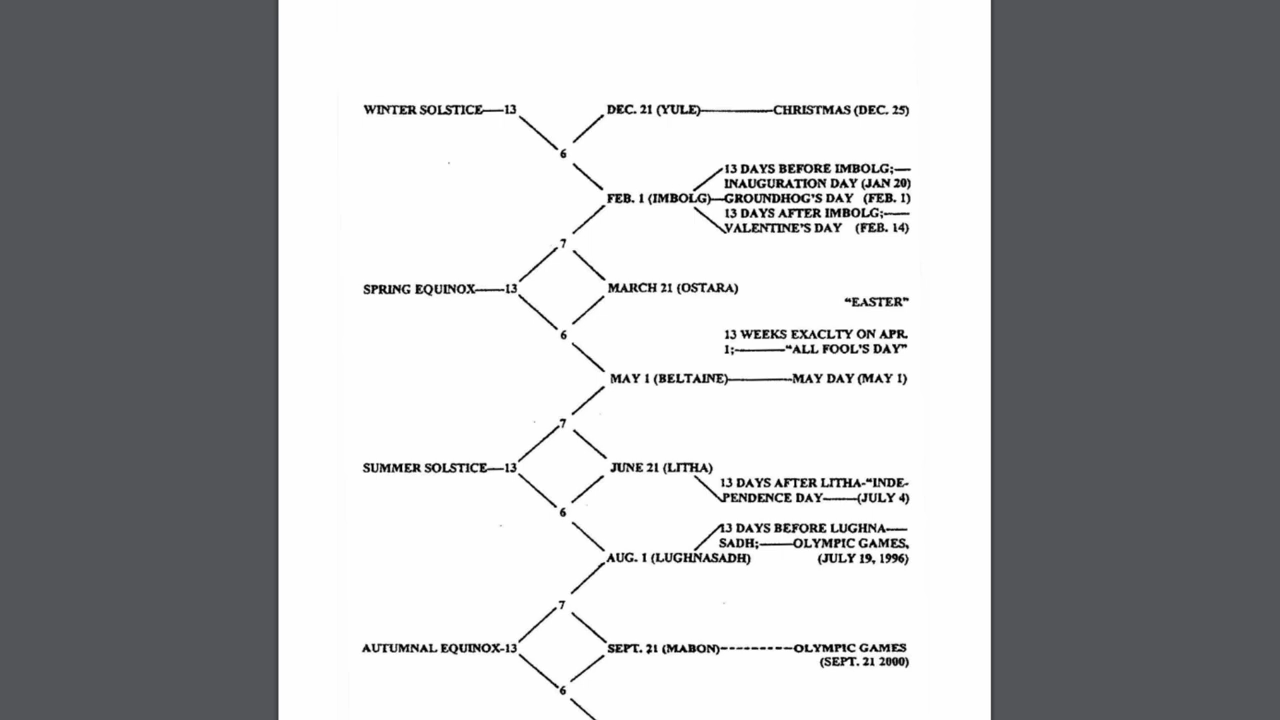 WINTER SOLSTICE—13
DEC. 21 (YULE)———CHRISTMAS (DEC. 25)
6
13 DAYS BEFORE IMBOLG;—
INAUGURATION DAY (JAN 20)
FEB. 1 (IMBOLG)—GROUNDHOG'S DAY (FEB. 1)
13 DAYS AFTER IMBOLG;——
VALENTINE'S DAY (FEB. 14)
7
SPRING EQUINOX——13
MARCH 21 (OSTARA)
"EASTER"
6
13 WEEKS EXACLTY ON APR.
1;———"ALL FOOL'S DAY"
MAY 1 (BELTAINE)———MAY DAY (MAY 1)
7
SUMMER SOLSTICE—13
JUNE 21 (LITHA)
13 DAYS AFTER LITHA-"INDE-
PENDENCE DAY——(JULY 4)
6
13 DAYS BEFORE LUGHNA—
SADH;——OLYMPIC GAMES,
AUG. 1 (LUGHNASADH)
(JULY 19, 1996)
7
AUTUMNAL EQUINOX-13
SEPT. 21 (MABON)---------OLYMPIC GAMES
(SEPT. 21 2000)
6